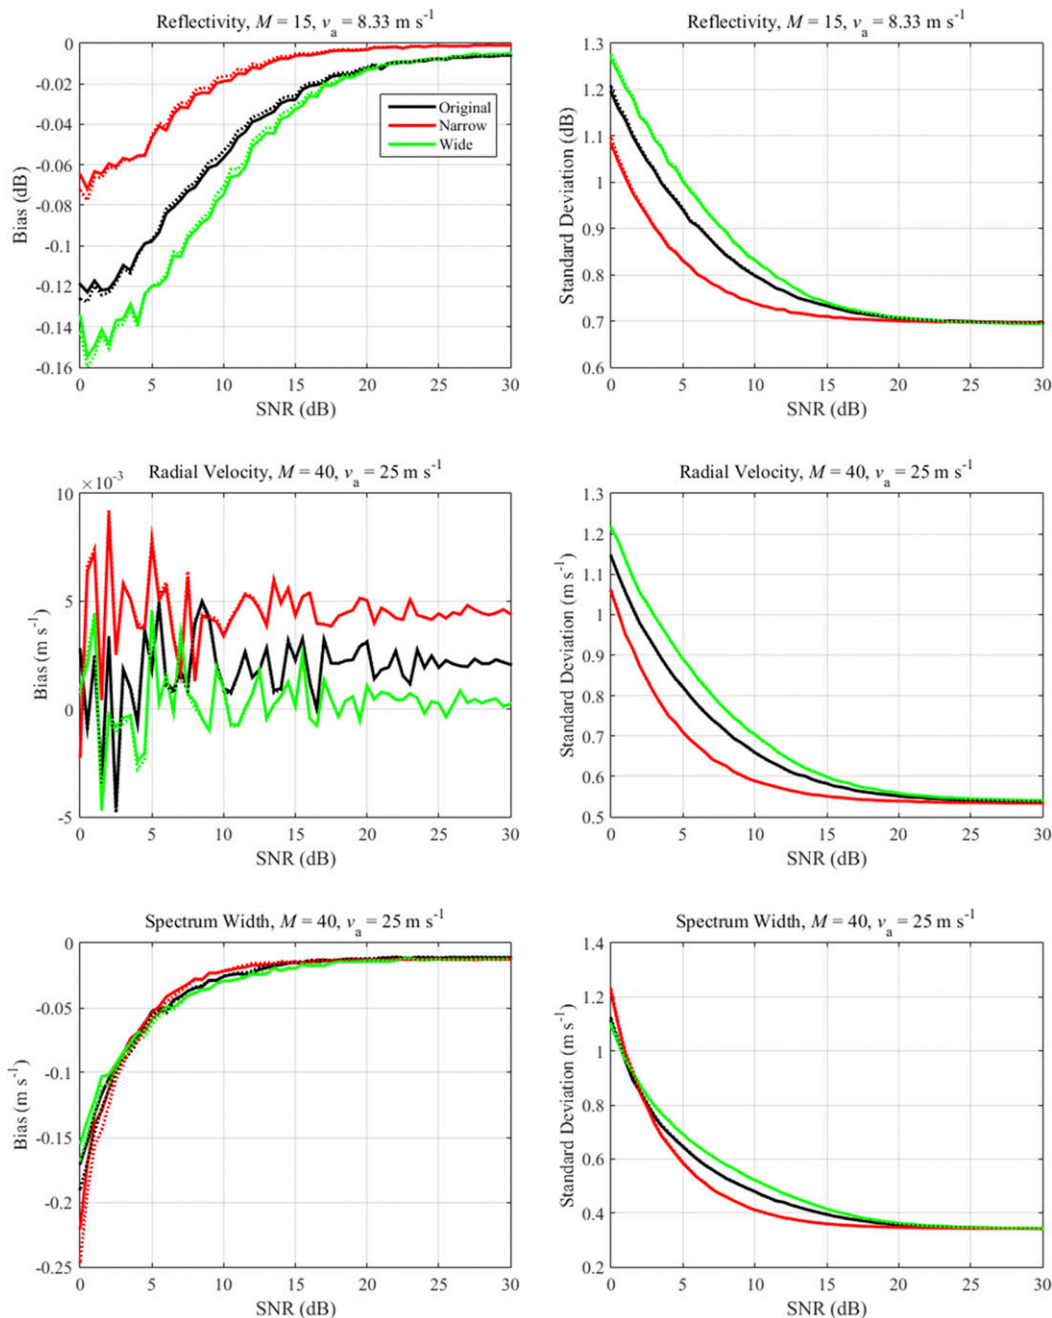 Reflectivity, M = 15, vₐ = 8.33 m s⁻¹
0
-0.02
-0.04
-0.06
-0.08
-0.1
-0.12
-0.14
-0.16
Bias (dB)
Original
Narrow
Wide
0 5 10 15 20 25 30
SNR (dB)
Reflectivity, M = 15, vₐ = 8.33 m s⁻¹
1.3
1.2
1.1
1
0.9
0.8
0.7
0.6
Standard Deviation (dB)
0 5 10 15 20 25 30
SNR (dB)
Radial Velocity, M = 40, vₐ = 25 m s⁻¹
×10⁻³
10
5
0
-5
Bias (m s⁻¹)
0 5 10 15 20 25 30
SNR (dB)
Radial Velocity, M = 40, vₐ = 25 m s⁻¹
1.3
1.2
1.1
1
0.9
0.8
0.7
0.6
0.5
Standard Deviation (m s⁻¹)
0 5 10 15 20 25 30
SNR (dB)
Spectrum Width, M = 40, vₐ = 25 m s⁻¹
0
-0.05
-0.1
-0.15
-0.2
-0.25
Bias (m s⁻¹)
0 5 10 15 20 25 30
SNR (dB)
Spectrum Width, M = 40, vₐ = 25 m s⁻¹
1.4
1.2
1
0.8
0.6
0.4
0.2
Standard Deviation (m s⁻¹)
0 5 10 15 20 25 30
SNR (dB)